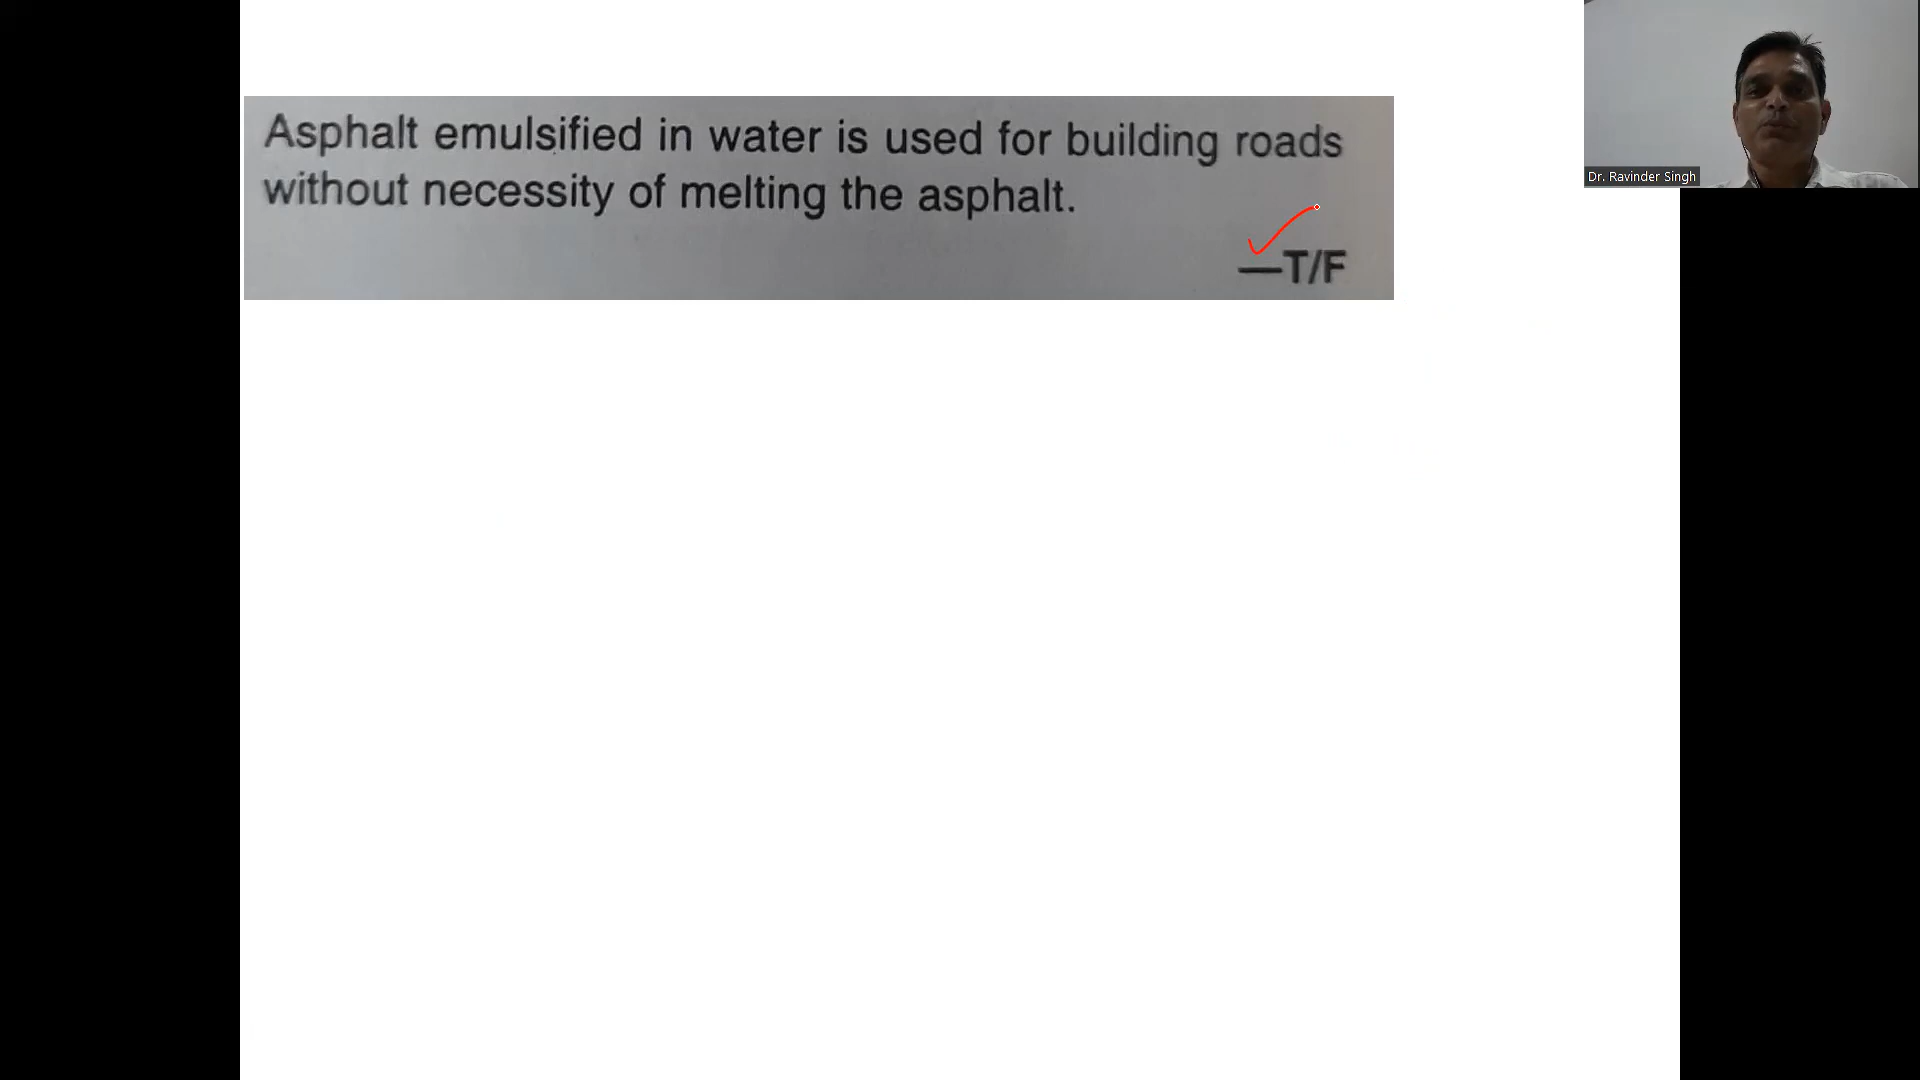 Asphalt emulsified in water is used for building roads
without necessity of melting the asphalt.
—T/F
Dr. Ravinder Singh